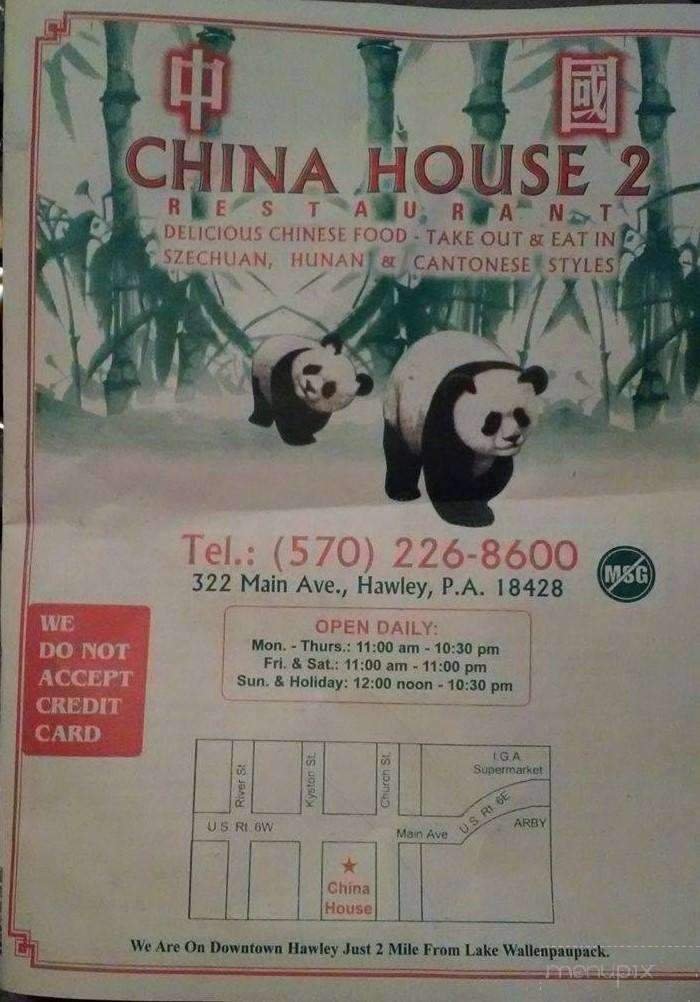 中 國
CHINA HOUSE 2
RESTAURANT
DELICIOUS CHINESE FOOD - TAKE OUT & EAT IN
SZECHUAN, HUNAN & CANTONESE STYLES
Tel.: (570) 226-8600
322 Main Ave., Hawley, P.A. 18428
MSG
WE
DO NOT
ACCEPT
CREDIT
CARD
OPEN DAILY:
Mon. - Thurs.: 11:00 am - 10:30 pm
Fri. & Sat.: 11:00 am - 11:00 pm
Sun. & Holiday: 12:00 noon - 10:30 pm
River St.
Kyston St.
Church St.
I.G.A.
Supermarket
U.S. Rt. 6E
ARBY
U.S. Rt. 6W
Main Ave
China
House
We Are On Downtown Hawley Just 2 Mile From Lake Wallenpaupack.
menupix